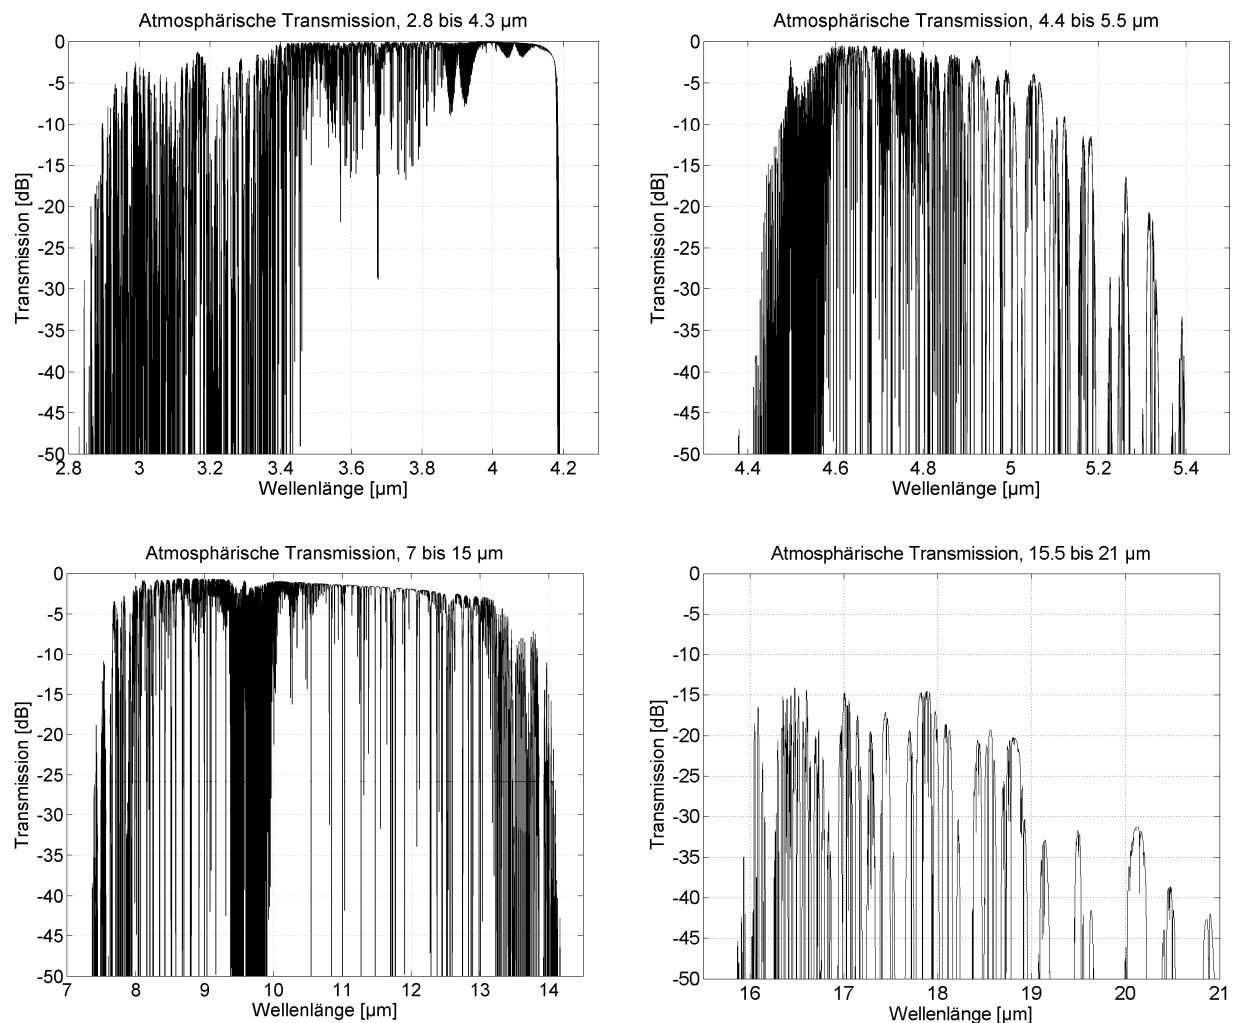 Atmosphärische Transmission, 2.8 bis 4.3 µm
Transmission [dB]
0
-5
-10
-15
-20
-25
-30
-35
-40
-45
-50
2.8 3 3.2 3.4 3.6 3.8 4 4.2
Wellenlänge [µm]
Atmosphärische Transmission, 4.4 bis 5.5 µm
Transmission [dB]
0
-5
-10
-15
-20
-25
-30
-35
-40
-45
-50
4.4 4.6 4.8 5 5.2 5.4
Wellenlänge [µm]
Atmosphärische Transmission, 7 bis 15 µm
Transmission [dB]
0
-5
-10
-15
-20
-25
-30
-35
-40
-45
-50
7 8 9 10 11 12 13 14
Wellenlänge [µm]
Atmosphärische Transmission, 15.5 bis 21 µm
Transmission [dB]
0
-5
-10
-15
-20
-25
-30
-35
-40
-45
-50
16 17 18 19 20 21
Wellenlänge [µm]